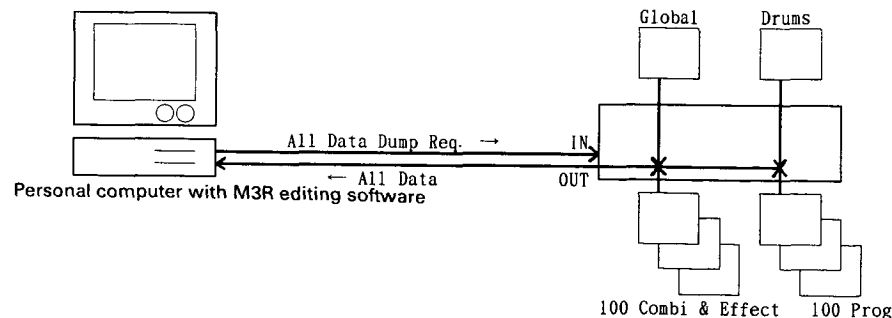 Global Drums
All Data Dump Req. → IN
← All Data OUT
Personal computer with M3R editing software
100 Combi & Effect 100 Prog